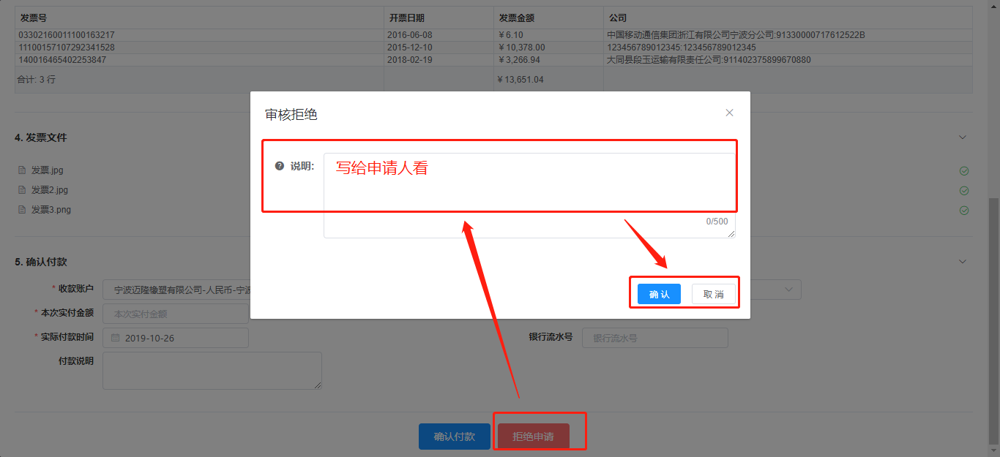 发票号 开票日期 发票金额 公司
03302160011100163217 2016-06-08 ￥6.10 中国移动通信集团浙江有限公司宁波分公司:91330000717612522B
11100157107292341528 2015-12-10 ￥10,378.00 123456789012345:123456789012345
140016465402253847 2018-02-19 ￥3,266.94 大同县段玉运输有限责任公司:911402375899670880
合计: 3 行 ￥13,651.04
审核拒绝
4. 发票文件
说明: 写给申请人看
发票.jpg
发票2.jpg
发票3.png
0/500
5. 确认付款
* 收款账户 宁波迈隆橡塑有限公司-人民币-宁波
确 认 取 消
* 本次实付金额 本次实付金额
* 实际付款时间 2019-10-26 银行流水号 银行流水号
付款说明
确认付款 拒绝申请